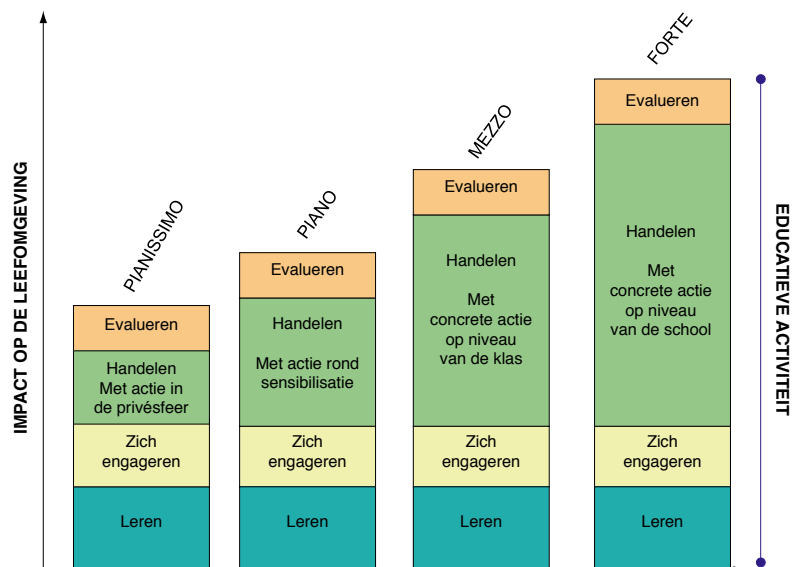 IMPACT OP DE LEEFOMGEVING
PIANISSIMO
Evalueren
Handelen
Met actie in
de privésfeer
Zich
engageren
Leren
PIANO
Evalueren
Handelen
Met actie rond
sensibilisatie
Zich
engageren
Leren
MEZZO
Evalueren
Handelen
Met
concrete actie
op niveau
van de klas
Zich
engageren
Leren
FORTE
Evalueren
Handelen
Met
concrete actie
op niveau
van de school
Zich
engageren
Leren
EDUCATIEVE ACTIVITEIT